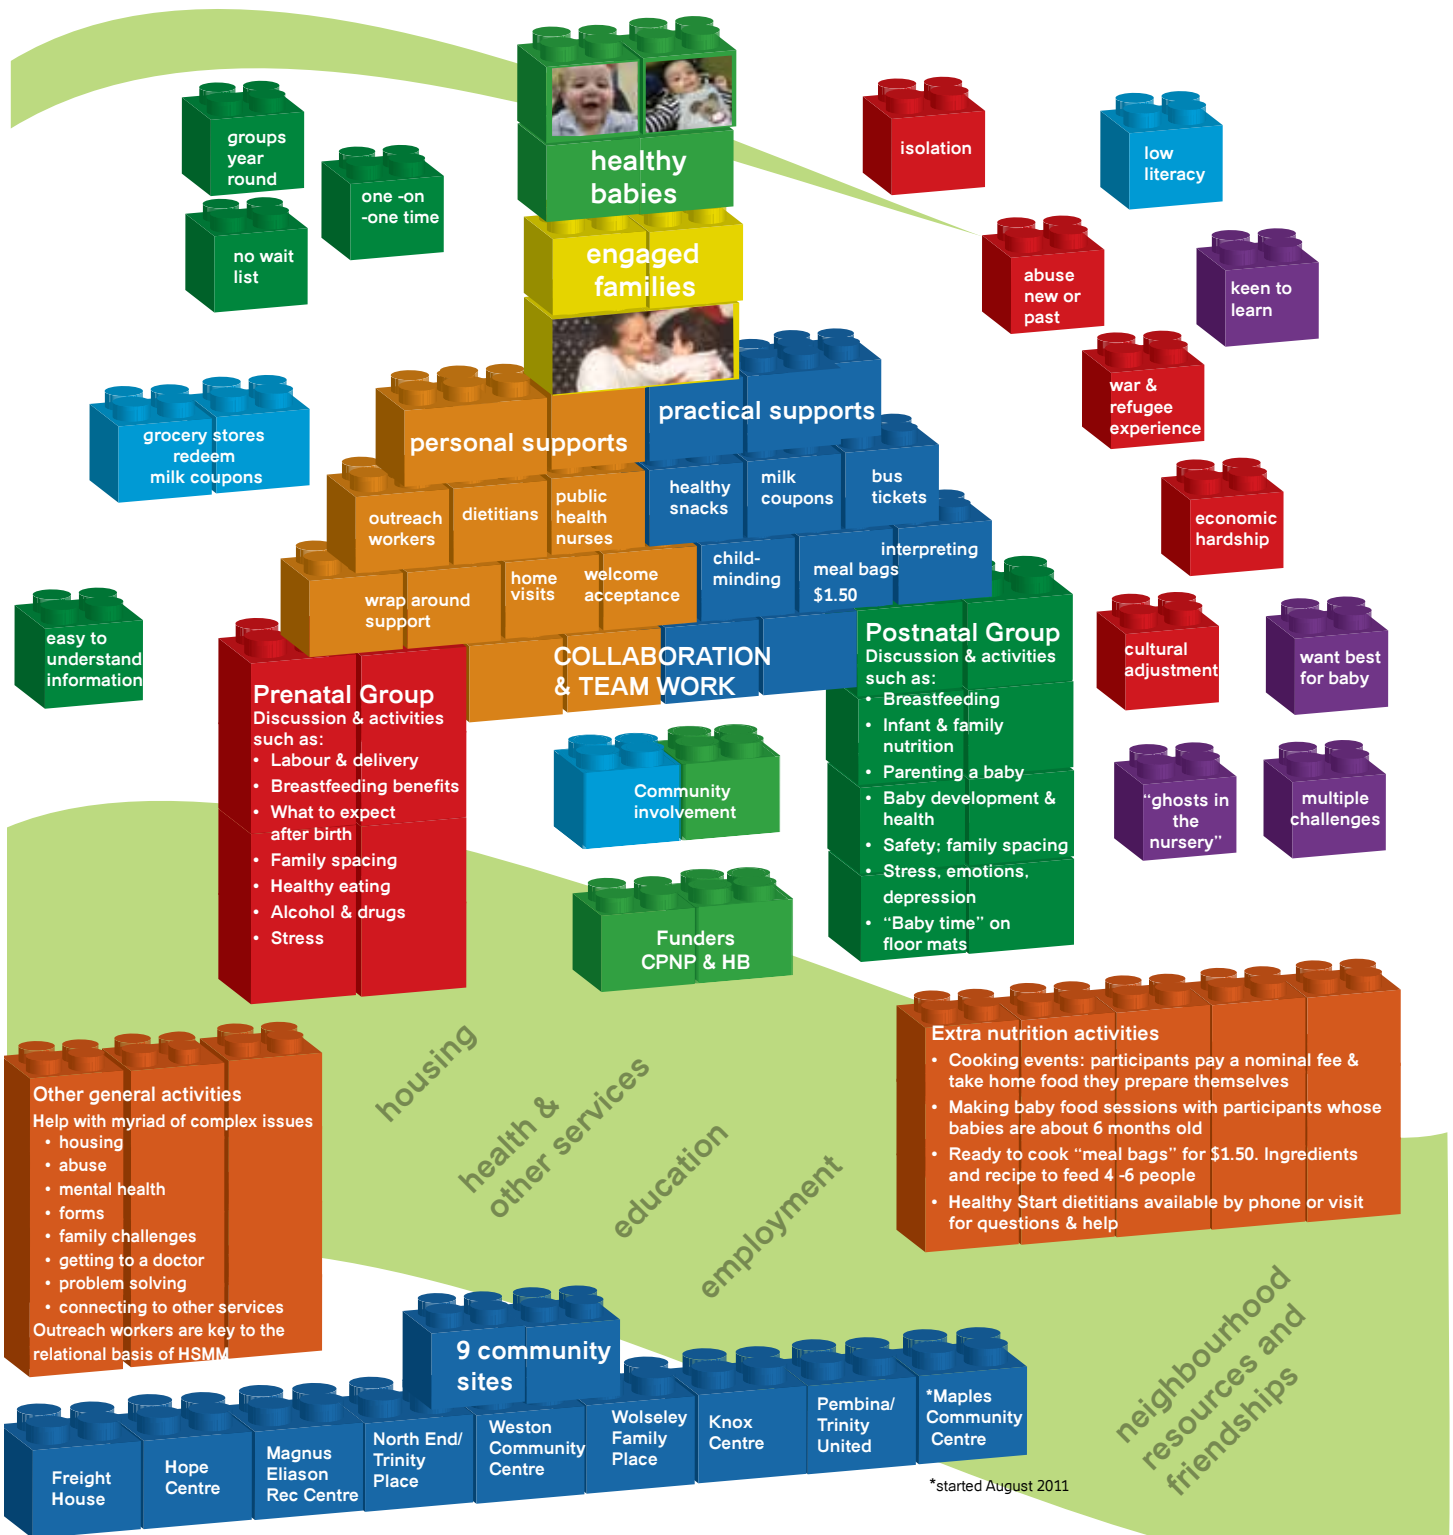 healthy
babies
engaged
families
groups
year
round
one -on
-one time
no wait
list
isolation
low
literacy
abuse
new or
past
keen to
learn
war &
refugee
experience
economic
hardship
cultural
adjustment
want best
for baby
“ghosts in
the
nursery”
multiple
challenges
grocery stores
redeem
milk coupons
easy to
understand
information
personal supports
practical supports
outreach
workers
dietitians
public
health
nurses
healthy
snacks
milk
coupons
bus
tickets
wrap around
support
home
visits
welcome
acceptance
child-
minding
meal bags
$1.50
interpreting
COLLABORATION
& TEAM WORK
Prenatal Group
Discussion & activities
such as:
• Labour & delivery
• Breastfeeding benefits
• What to expect
after birth
• Family spacing
• Healthy eating
• Alcohol & drugs
• Stress
Postnatal Group
Discussion & activities
such as:
• Breastfeeding
• Infant & family
nutrition
• Parenting a baby
• Baby development &
health
• Safety; family spacing
• Stress, emotions,
depression
• “Baby time” on
floor mats
Community
involvement
Funders
CPNP & HB
housing
health &
other services
education
employment
neighbourhood
resources and
friendships
Other general activities
Help with myriad of complex issues
• housing
• abuse
• mental health
• forms
• family challenges
• getting to a doctor
• problem solving
• connecting to other services
Outreach workers are key to the
relational basis of HSMM
Extra nutrition activities
• Cooking events: participants pay a nominal fee &
take home food they prepare themselves
• Making baby food sessions with participants whose
babies are about 6 months old
• Ready to cook “meal bags” for $1.50. Ingredients
and recipe to feed 4 -6 people
• Healthy Start dietitians available by phone or visit
for questions & help
9 community
sites
Freight
House
Hope
Centre
Magnus
Eliason
Rec Centre
North End/
Trinity
Place
Weston
Community
Centre
Wolseley
Family
Place
Knox
Centre
Pembina/
Trinity
United
*Maples
Community
Centre
*started August 2011